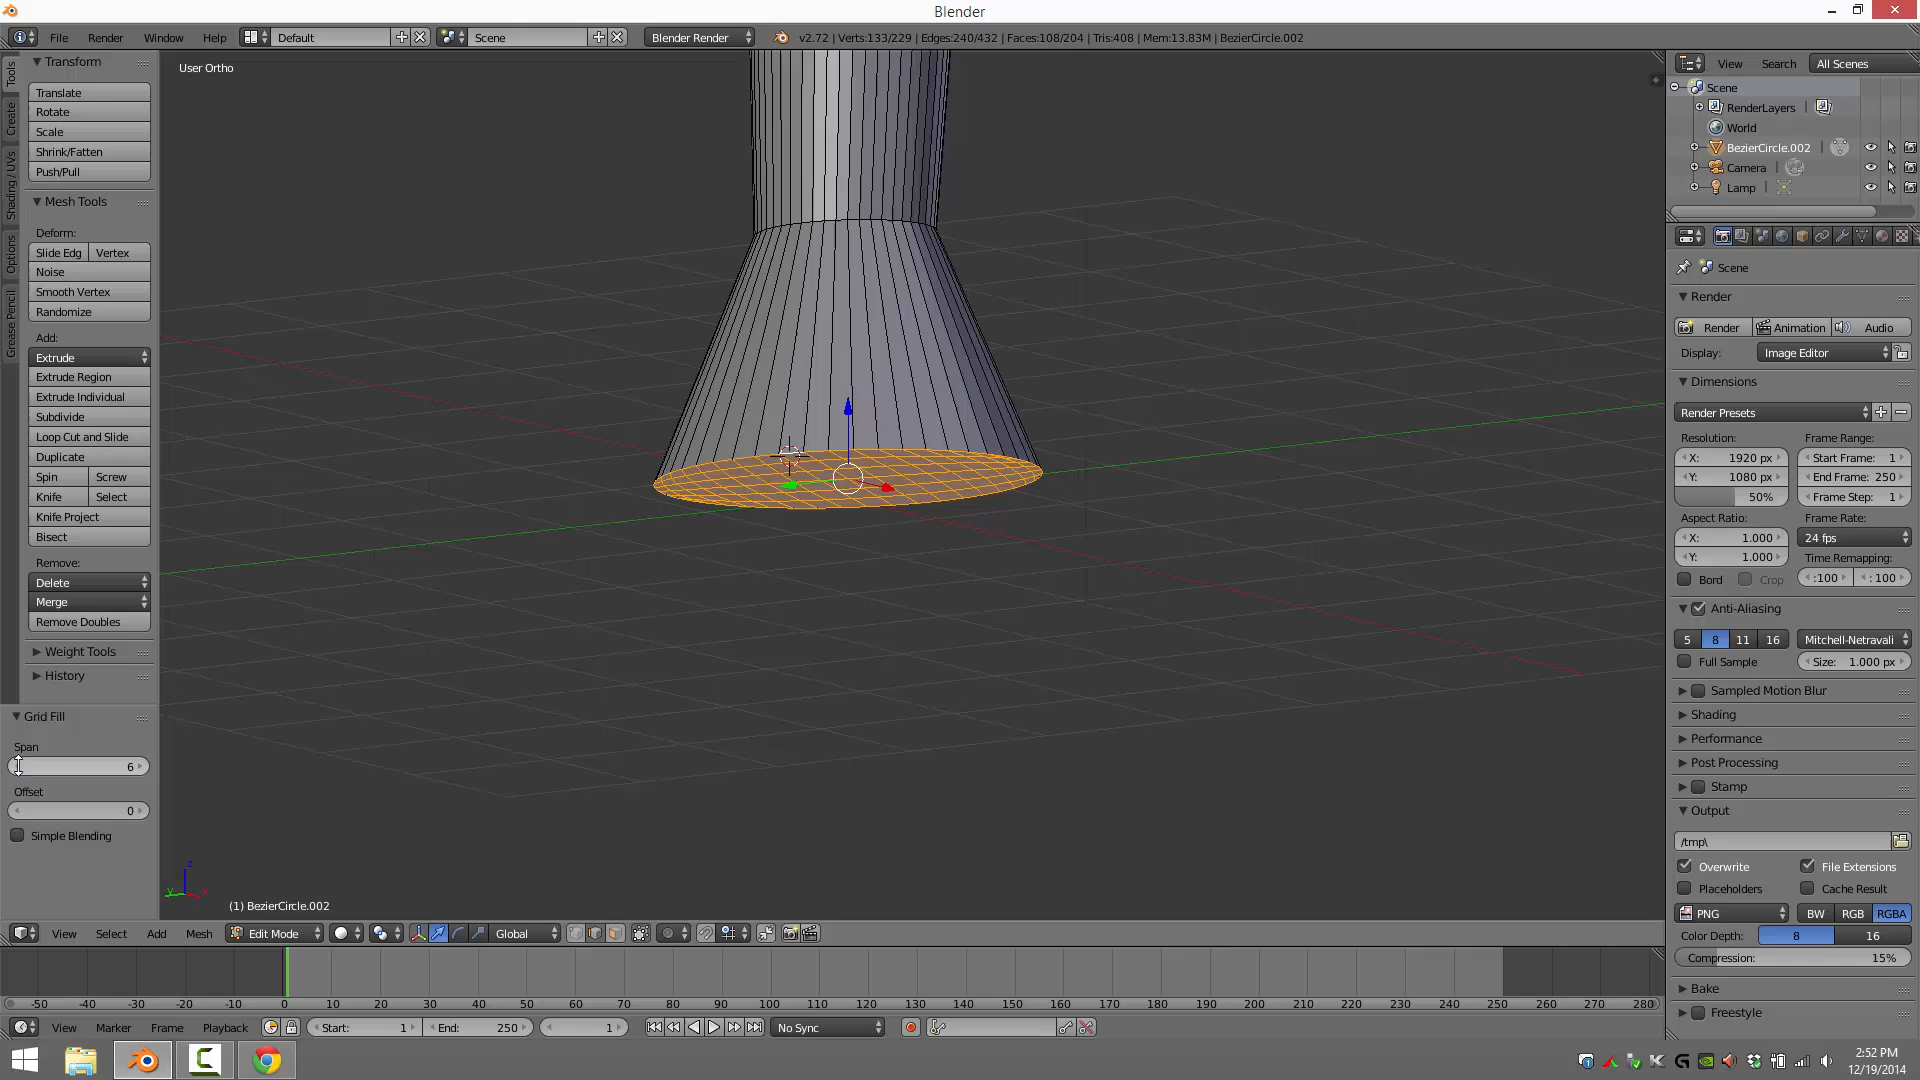 Blender
File Render Window Help Default Scene Blender Render v2.72 | Verts:133/229 | Edges:240/432 | Faces:108/204 | Tris:408 | Mem:13.83M | BezierCircle.002
Tools
Create
Shading / UVs
Options
Grease Pencil
Transform
Translate
Rotate
Scale
Shrink/Fatten
Push/Pull
Mesh Tools
Deform:
Slide Edg Vertex
Noise
Smooth Vertex
Randomize
Add:
Extrude
Extrude Region
Extrude Individual
Subdivide
Loop Cut and Slide
Duplicate
Spin Screw
Knife Select
Knife Project
Bisect
Remove:
Delete
Merge
Remove Doubles
Weight Tools
History
Grid Fill
Span
6
Offset
0
Simple Blending
User Ortho
z
y x
(1) BezierCircle.002
View Select Add Mesh Edit Mode Global
-50 -40 -30 -20 -10 0 10 20 30 40 50 60 70 80 90 100 110 120 130 140 150 160 170 180 190 200 210 220 230 240 250 260 270 280
View Marker Frame Playback Start: 1 End: 250 1 No Sync
View Search All Scenes
Scene
RenderLayers
World
BezierCircle.002
Camera
Lamp
Scene
Render
Render Animation Audio
Display: Image Editor
Dimensions
Render Presets
Resolution: Frame Range:
X: 1920 px Start Frame: 1
Y: 1080 px End Frame: 250
50% Frame Step: 1
Aspect Ratio: Frame Rate:
X: 1.000 24 fps
Y: 1.000 Time Remapping:
Bord Crop :100 : 100
Anti-Aliasing
5 8 11 16 Mitchell-Netravali
Full Sample Size: 1.000 px
Sampled Motion Blur
Shading
Performance
Post Processing
Stamp
Output
/tmp\
Overwrite File Extensions
Placeholders Cache Result
PNG BW RGB RGBA
Color Depth: 8 16
Compression: 15%
Bake
Freestyle
2:52 PM
12/19/2014